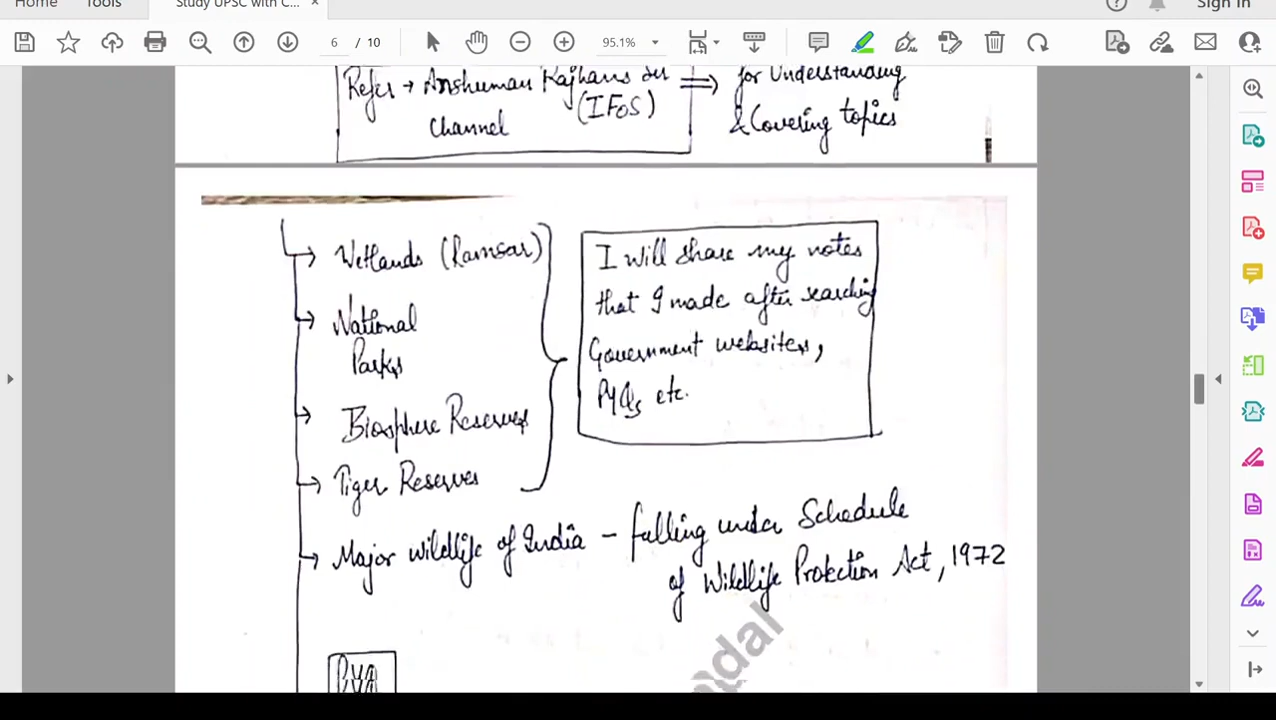 Home Tools Study UPSC with C... × Sign In
6 / 10 95.1%
Refer → Anshuman Rajhans sir ⇒ for Understanding
(IFoS)
Channel & Covering topics
→ Wetlands (Ramsar)
→ National
Parks
→ Biosphere Reserves
→ Tiger Reserves
I will share my notes
that I made after searching
Government websites,
PYQs etc.
→ Major wildlife of India – falling under Schedule
of Wildlife Protection Act, 1972